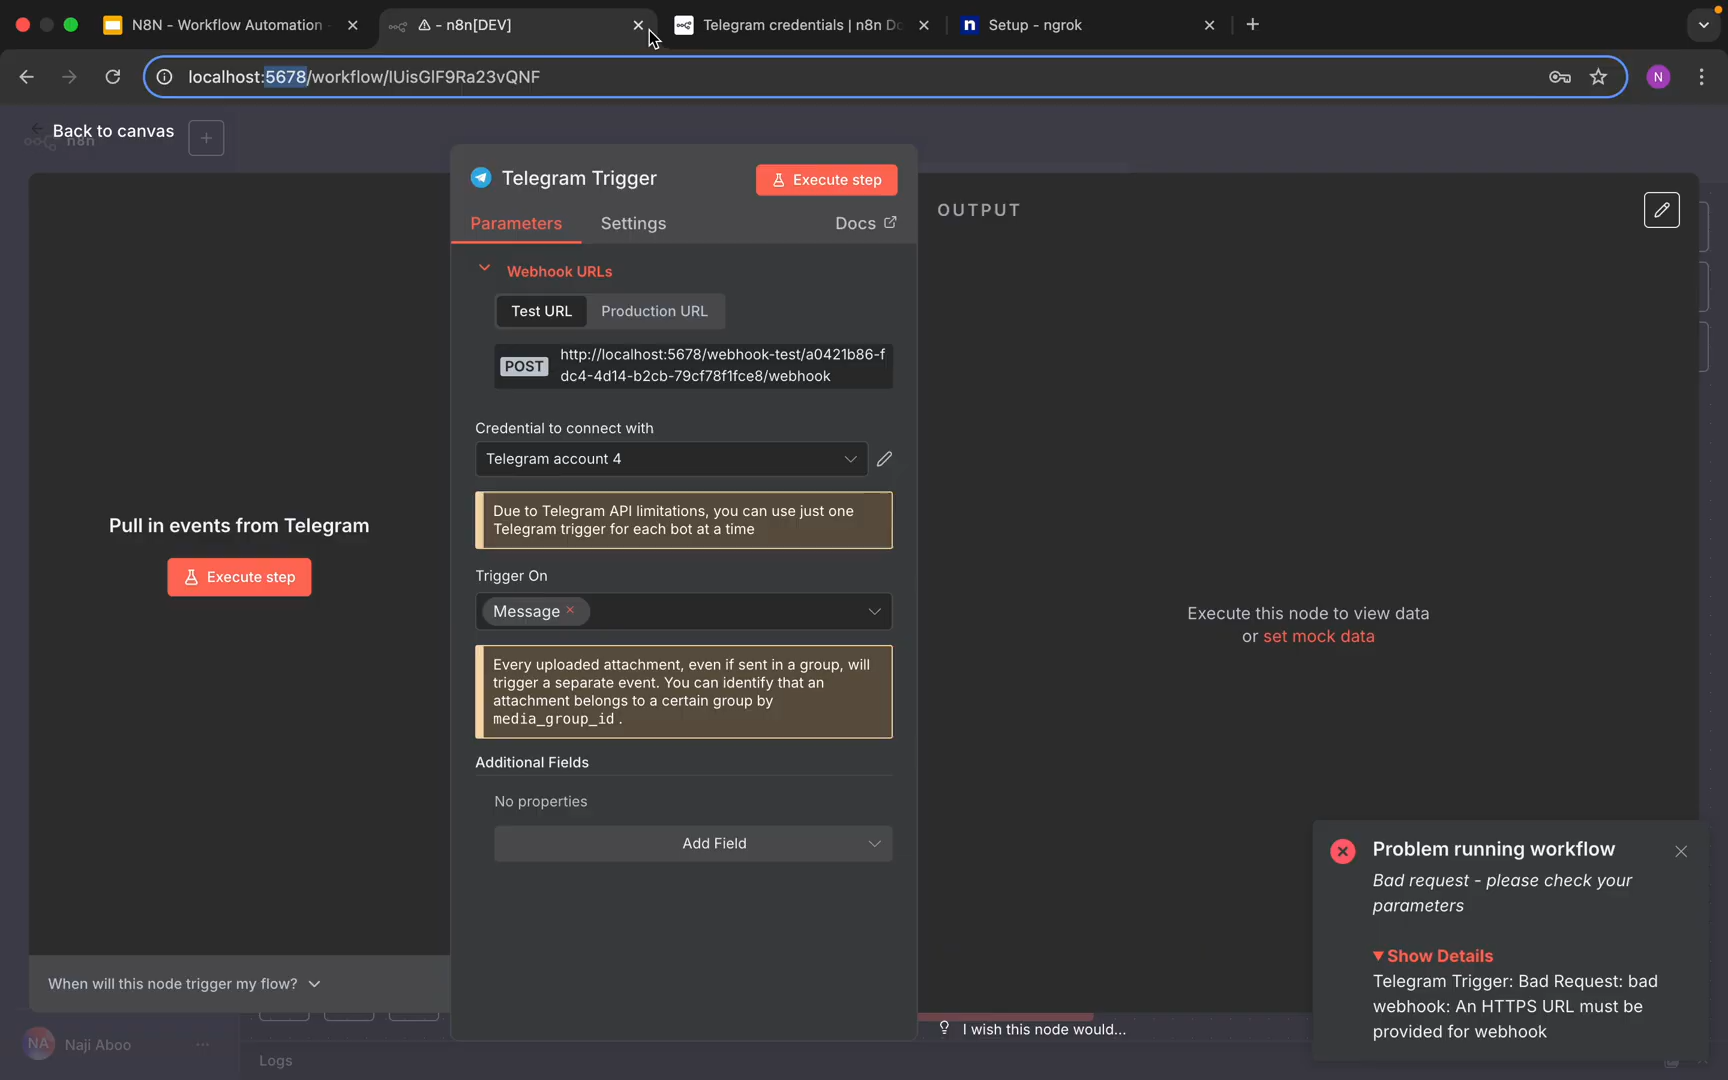 N8N - Workflow Automation
⚠ - n8n[DEV]
Telegram credentials | n8n Do
Setup - ngrok
localhost:5678/workflow/IUisGIF9Ra23vQNF
N
Back to canvas
n8n
Telegram Trigger
Execute step
Parameters
Settings
Docs
OUTPUT
Webhook URLs
Test URL
Production URL
POST
http://localhost:5678/webhook-test/a0421b86-f
dc4-4d14-b2cb-79cf78f1fce8/webhook
Credential to connect with
Telegram account 4
Due to Telegram API limitations, you can use just one
Telegram trigger for each bot at a time
Pull in events from Telegram
Execute step
Trigger On
Message
Execute this node to view data
or set mock data
Every uploaded attachment, even if sent in a group, will
trigger a separate event. You can identify that an
attachment belongs to a certain group by
media_group_id .
Additional Fields
No properties
Add Field
Problem running workflow
Bad request - please check your
parameters
Show Details
Telegram Trigger: Bad Request: bad
webhook: An HTTPS URL must be
provided for webhook
When will this node trigger my flow?
I wish this node would...
NA
Naji Aboo
Logs